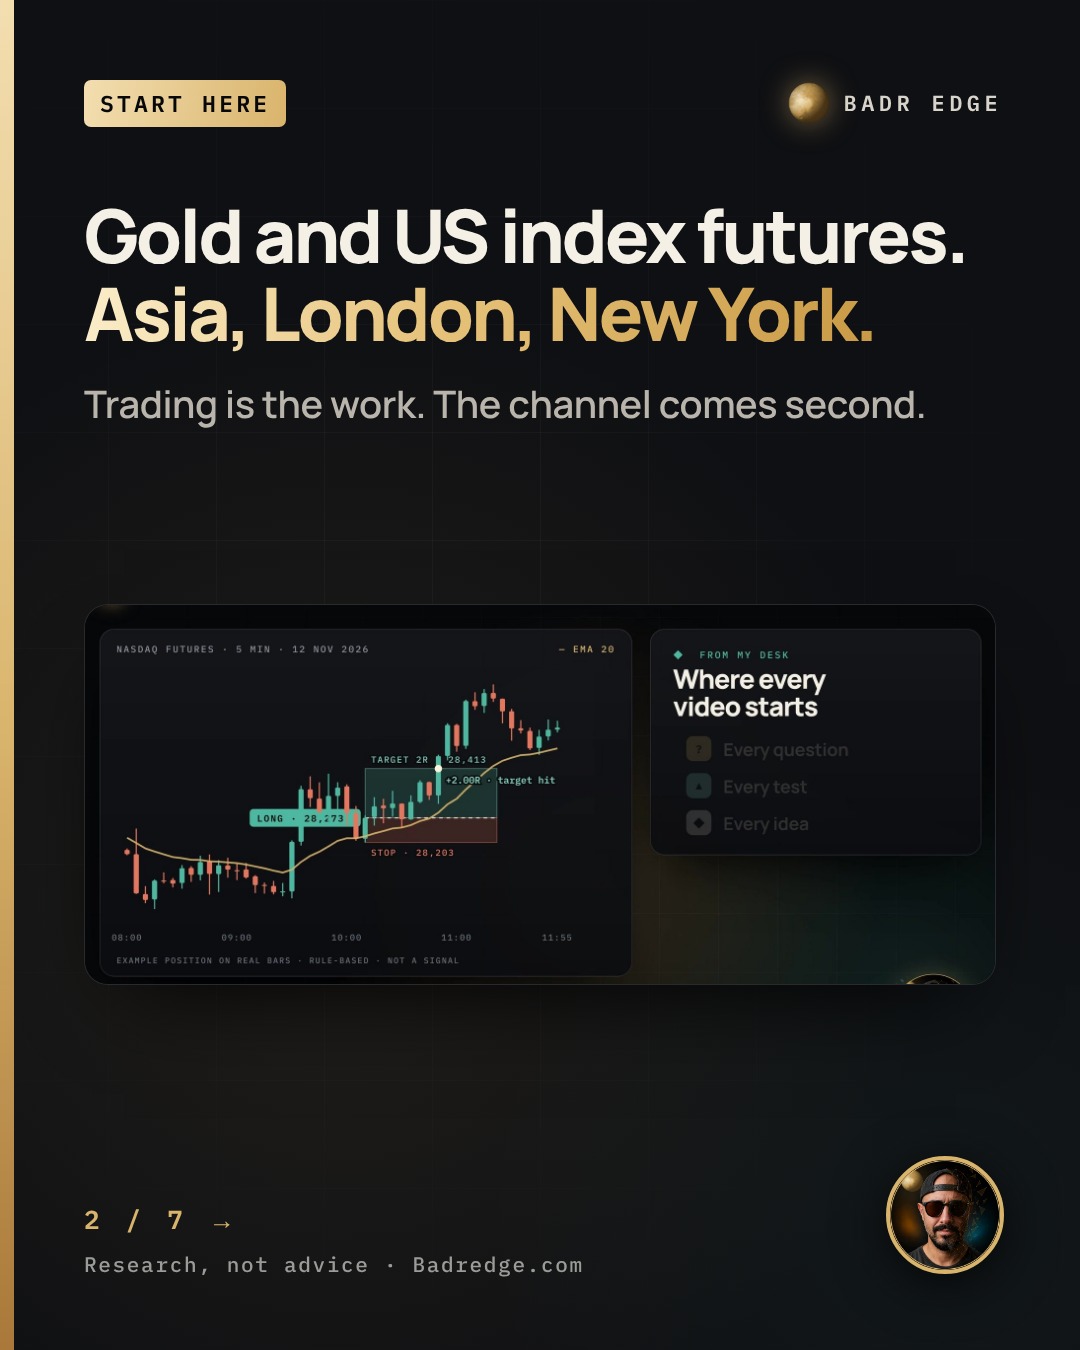 START HERE
BADR EDGE
Gold and US index futures.
Asia, London, New York.
Trading is the work. The channel comes second.
NASDAQ FUTURES · 5 MIN · 12 NOV 2026
— EMA 20
TARGET 2R · 28,413
+2.00R · target hit
LONG · 28,273
STOP · 28,203
08:00 09:00 10:00 11:00 11:55
EXAMPLE POSITION ON REAL BARS · RULE-BASED · NOT A SIGNAL
FROM MY DESK
Where every
video starts
? Every question
Every test
Every idea
2 / 7 →
Research, not advice · Badredge.com